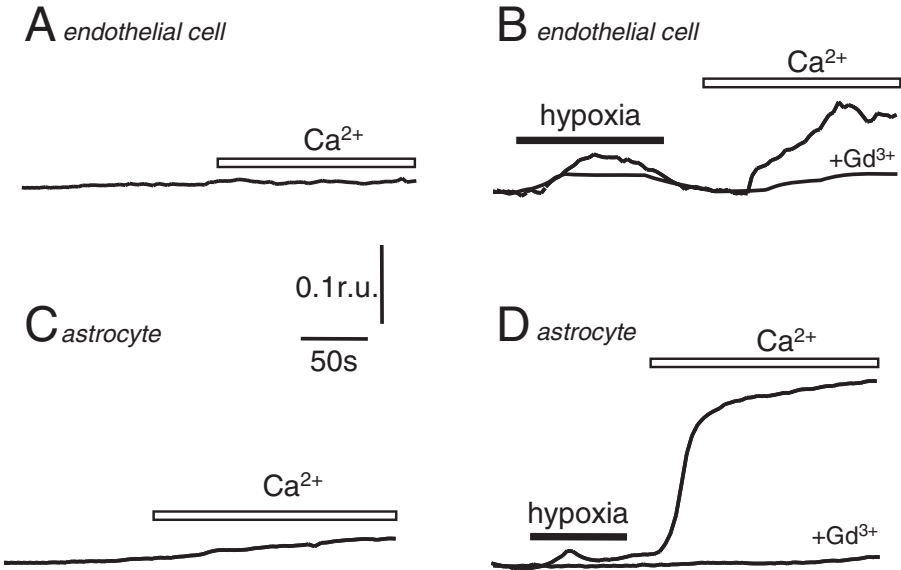 A endothelial cell
Ca²⁺
B endothelial cell
Ca²⁺
hypoxia
+Gd³⁺
0.1r.u.
50s
C astrocyte
Ca²⁺
D astrocyte
Ca²⁺
hypoxia
+Gd³⁺